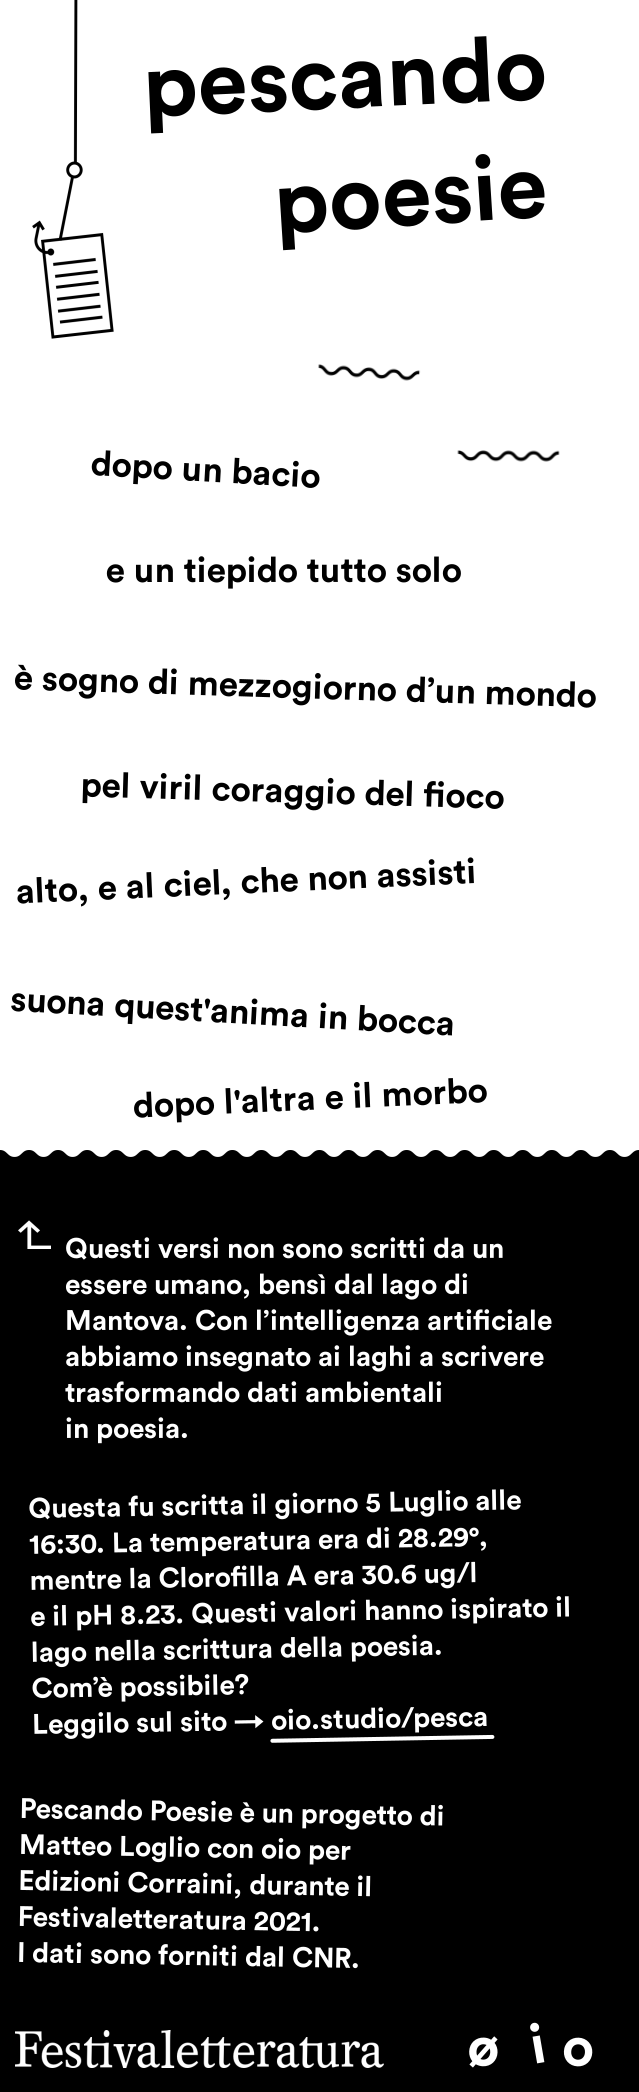 pescando
poesie
dopo un bacio
e un tiepido tutto solo
è sogno di mezzogiorno d’un mondo
pel viril coraggio del fioco
alto, e al ciel, che non assisti
suona quest'anima in bocca
dopo l'altra e il morbo
Questi versi non sono scritti da un
essere umano, bensì dal lago di
Mantova. Con l’intelligenza artificiale
abbiamo insegnato ai laghi a scrivere
trasformando dati ambientali
in poesia.
Questa fu scritta il giorno 5 Luglio alle
16:30. La temperatura era di 28.29°,
mentre la Clorofilla A era 30.6 ug/l
e il pH 8.23. Questi valori hanno ispirato il
lago nella scrittura della poesia.
Com’è possibile?
Leggilo sul sito → oio.studio/pesca
Pescando Poesie è un progetto di
Matteo Loglio con oio per
Edizioni Corraini, durante il
Festivaletteratura 2021.
I dati sono forniti dal CNR.
Festivaletteratura øio